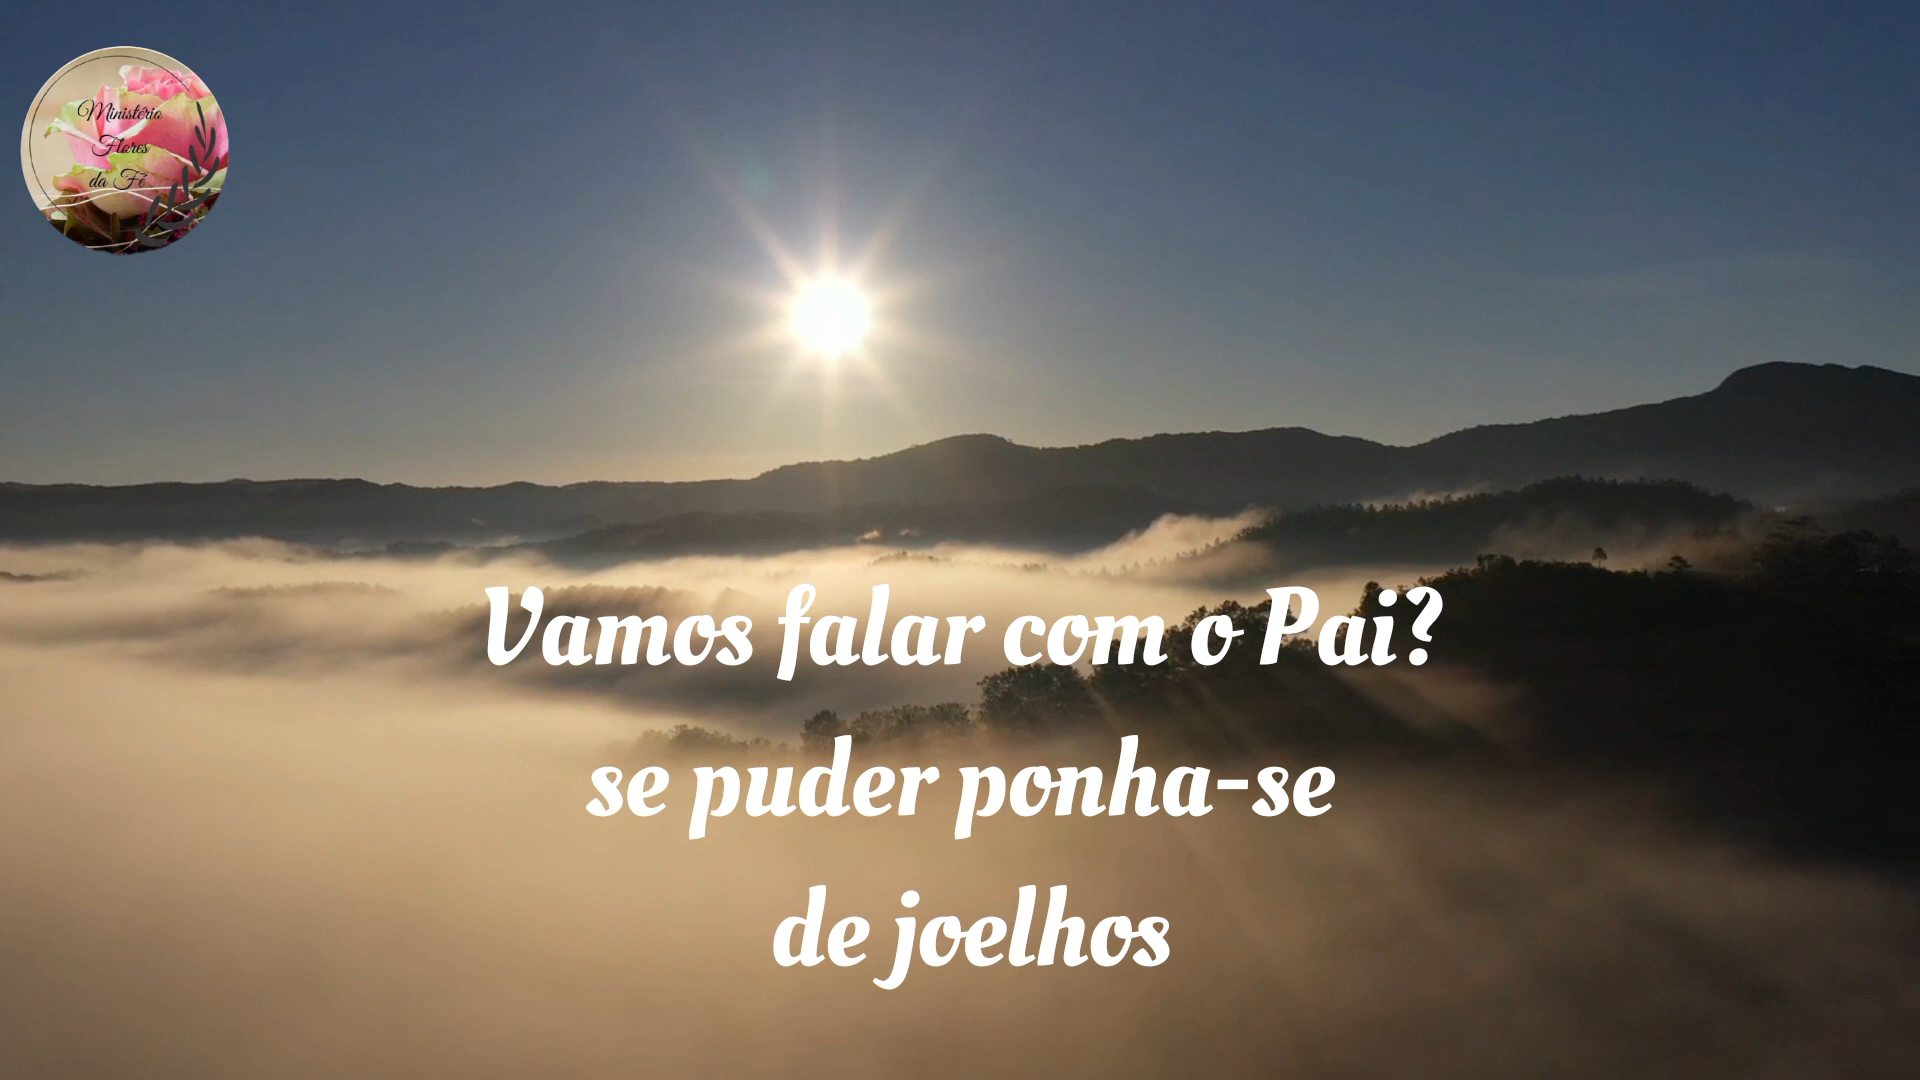 Ministério
Flores
da Fé
Vamos falar com o Pai?
se puder ponha-se
de joelhos